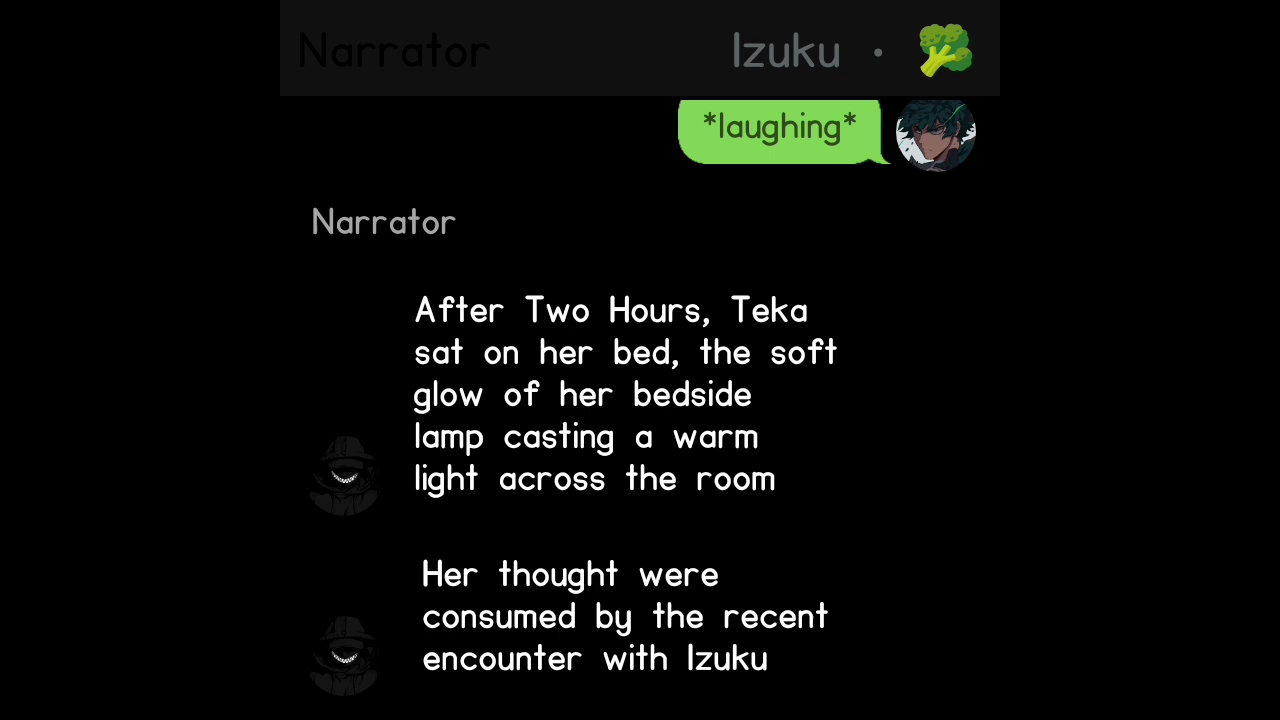 Narrator
Izuku • 🥦
*laughing*
Narrator
After Two Hours, Teka
sat on her bed, the soft
glow of her bedside
lamp casting a warm
light across the room
Her thought were
consumed by the recent
encounter with Izuku